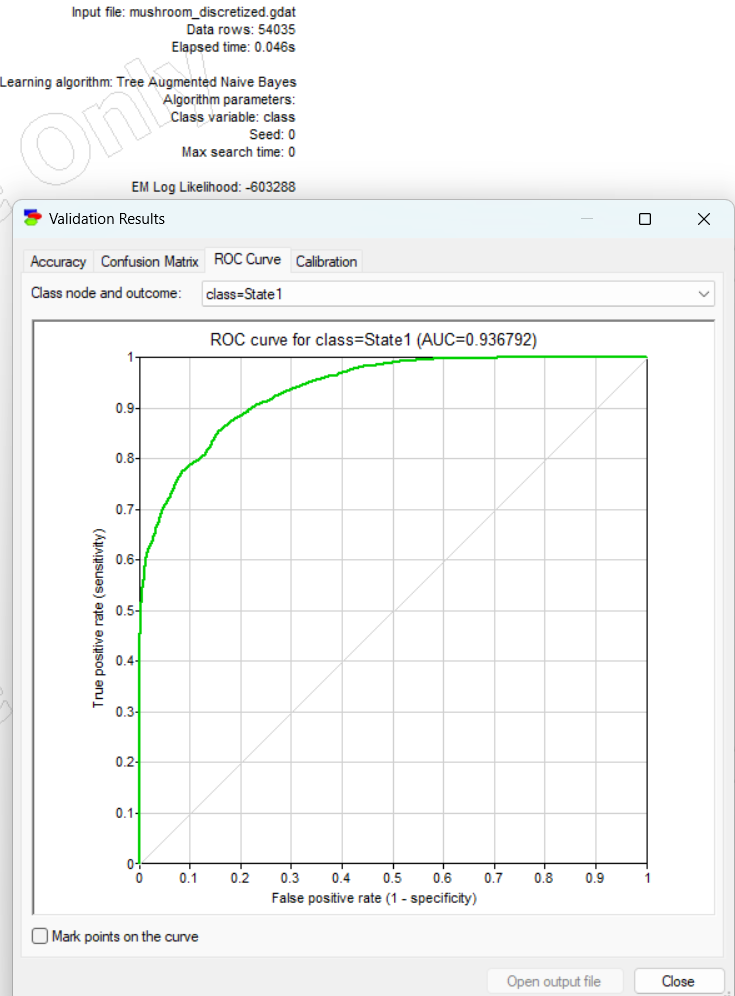 Input file: mushroom_discretized.gdat
Data rows: 54035
Elapsed time: 0.046s
Learning algorithm: Tree Augmented Naive Bayes
Algorithm parameters:
Class variable: class
Seed: 0
Max search time: 0
EM Log Likelihood: -603288
Only
Validation Results
Accuracy Confusion Matrix ROC Curve Calibration
Class node and outcome: class=State1
ROC curve for class=State1 (AUC=0.936792)
1
0.9
0.8
0.7
0.6
0.5
0.4
0.3
0.2
0.1
0
True positive rate (sensitivity)
0 0.1 0.2 0.3 0.4 0.5 0.6 0.7 0.8 0.9 1
False positive rate (1 - specificity)
Mark points on the curve
Open output file Close